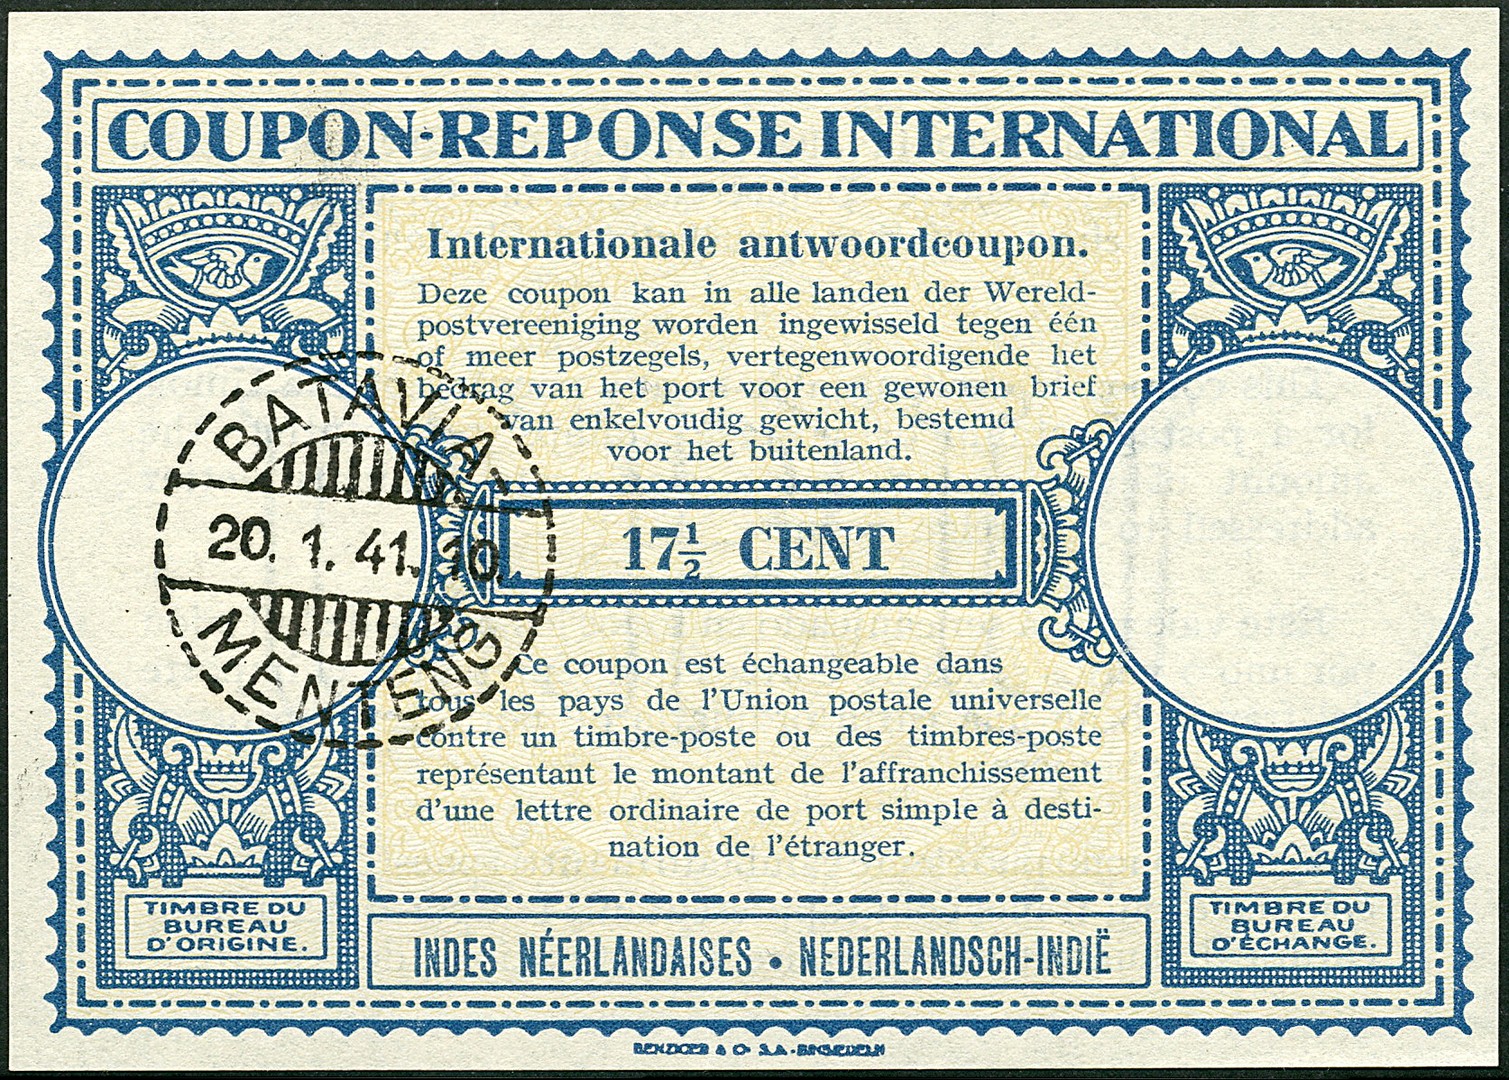 COUPON-REPONSE INTERNATIONAL
Internationale antwoordcoupon.
Deze coupon kan in alle landen der Wereld-
postvereeniging worden ingewisseld tegen één
of meer postzegels, vertegenwoordigende het
bedrag van het port voor een gewonen brief
van enkelvoudig gewicht, bestemd
voor het buitenland.
BATAVIA-
20. 1. 41. 10.
MENTENG
17½ CENT
Ce coupon est échangeable dans
tous les pays de l'Union postale universelle
contre un timbre-poste ou des timbres-poste
représentant le montant de l'affranchissement
d'une lettre ordinaire de port simple à desti-
nation de l'étranger.
TIMBRE DU
BUREAU
D'ORIGINE.
TIMBRE DU
BUREAU
D'ÉCHANGE.
INDES NÉERLANDAISES • NEDERLANDSCH-INDIË
BENZIGER & Co S.A. - EINSIEDELN